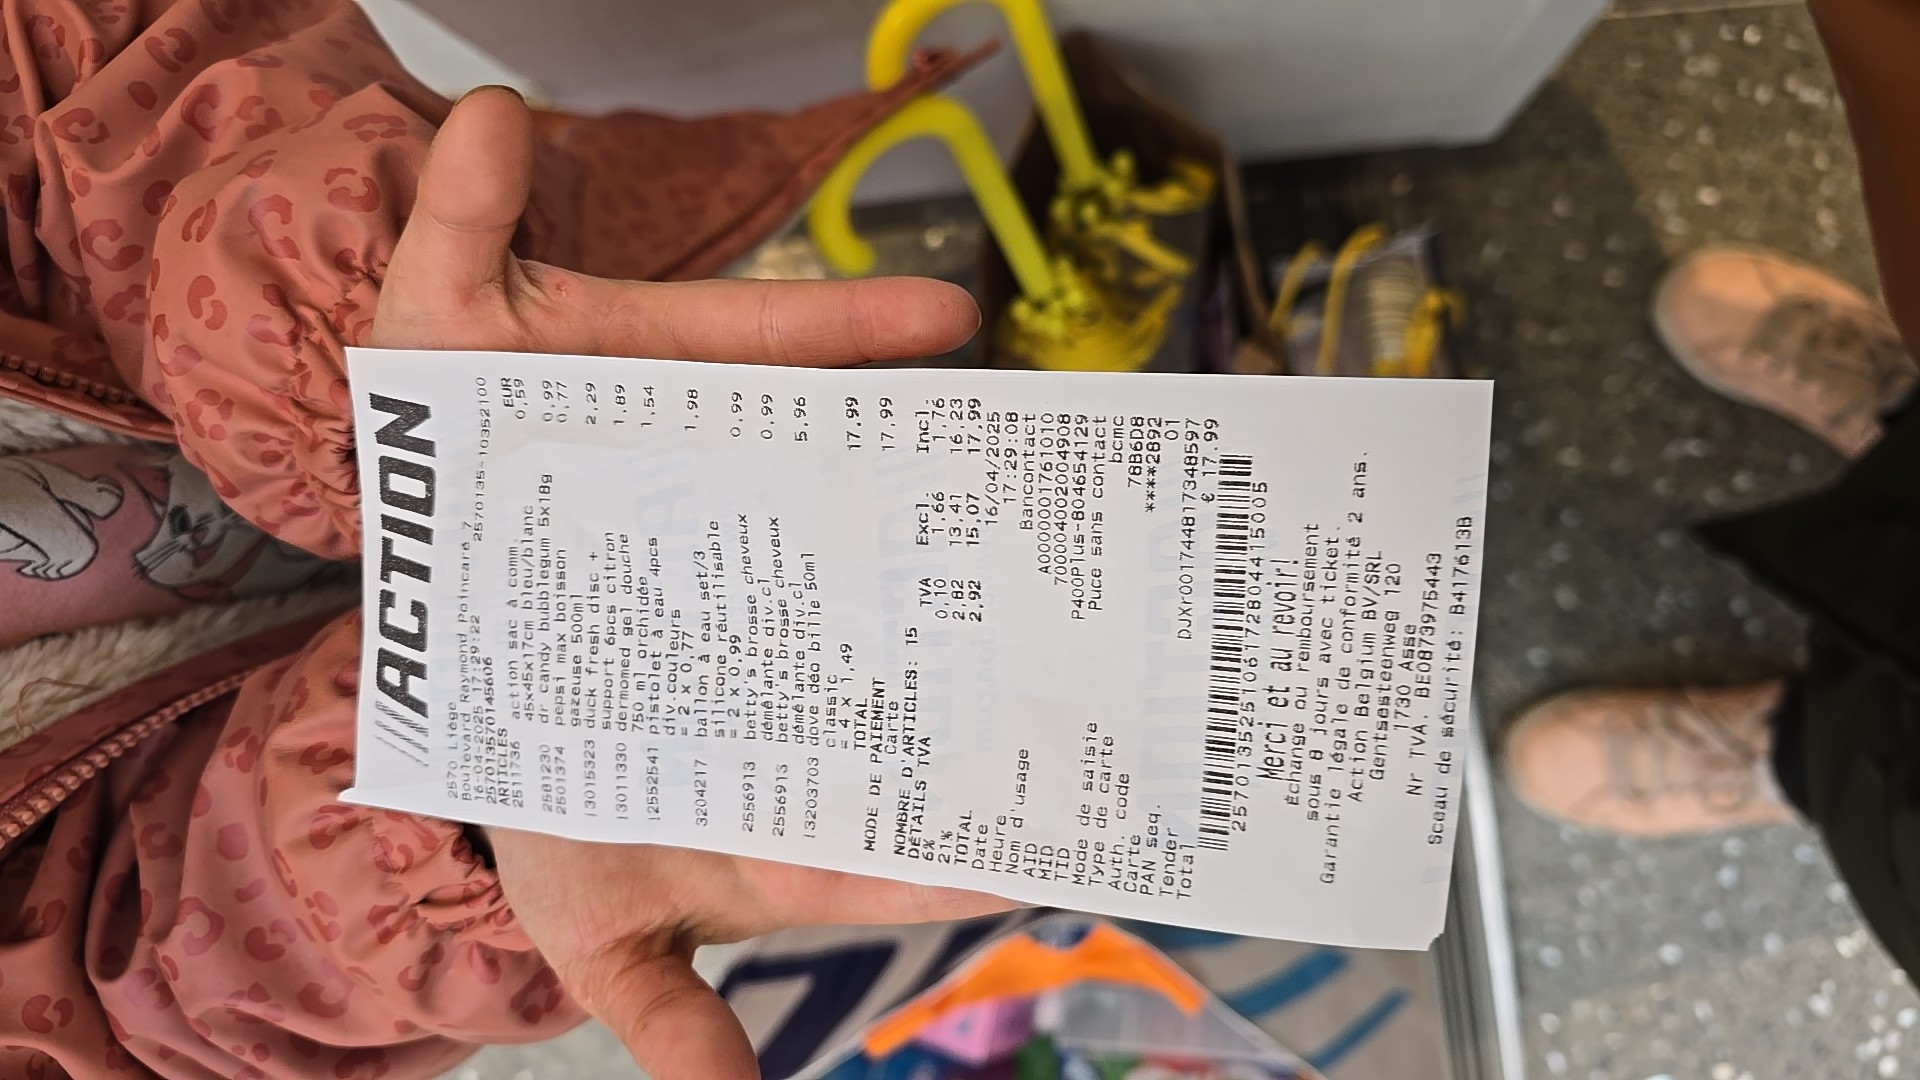 ACTION
2570 Liège
Boulevard Raymond Poincaré 7
16-04-2025 17:29:22 2570135-10352100
257013570145606
ARTICLES EUR
2511736 action sac à comm. 0,59
45x45x17cm bleu/blanc
2581230 dr candy bubblegum 5x18g 0,99
2501374 pepsi max boisson 0,77
gazeuse 500ml
13015323 duck fresh disc + 2,29
support 6pcs citron
13011330 dermomed gel douche 1,89
750 ml orchidée
12552541 pistolet à eau 4pcs 1,54
div.couleurs
= 2 x 0,77
3204217 ballon à eau set/3 1,98
silicone réutilisable
= 2 x 0,99
2556913 betty's brosse cheveux 0,99
démêlante div.cl
2556913 betty's brosse cheveux 0,99
démêlante div.cl
13203703 dove déo bille 50ml 5,96
classic
= 4 x 1,49
TOTAL 17,99
MODE DE PAIEMENT
Carte 17,99
NOMBRE D'ARTICLES: 15
DÉTAILS TVA TVA Excl. Incl.
6% 0,10 1,66 1,76
21% 2,82 13,41 16,23
TOTAL 2,92 15,07 17,99
Date 16/04/2025
Heure 17:29:08
Nom d'usage Bancontact
AID A0000001761010
MID 70004002004908
TID P400Plus-804654129
Mode de saisie Puce sans contact
Type de carte bcmc
Auth. code 78B6D8
Carte ****2892
PAN seq. 01
Tender DJXr001744817348597
Total € 17.99
257013525106172804415005
Merci et au revoir!
Échange ou remboursement
sous 8 jours avec ticket.
Garantie légale de conformité 2 ans.
Action Belgium BV/SRL
Gentsesteenweg 120
1730 Asse
Nr TVA. BE0873975443
Sceau de sécurité: B417613B